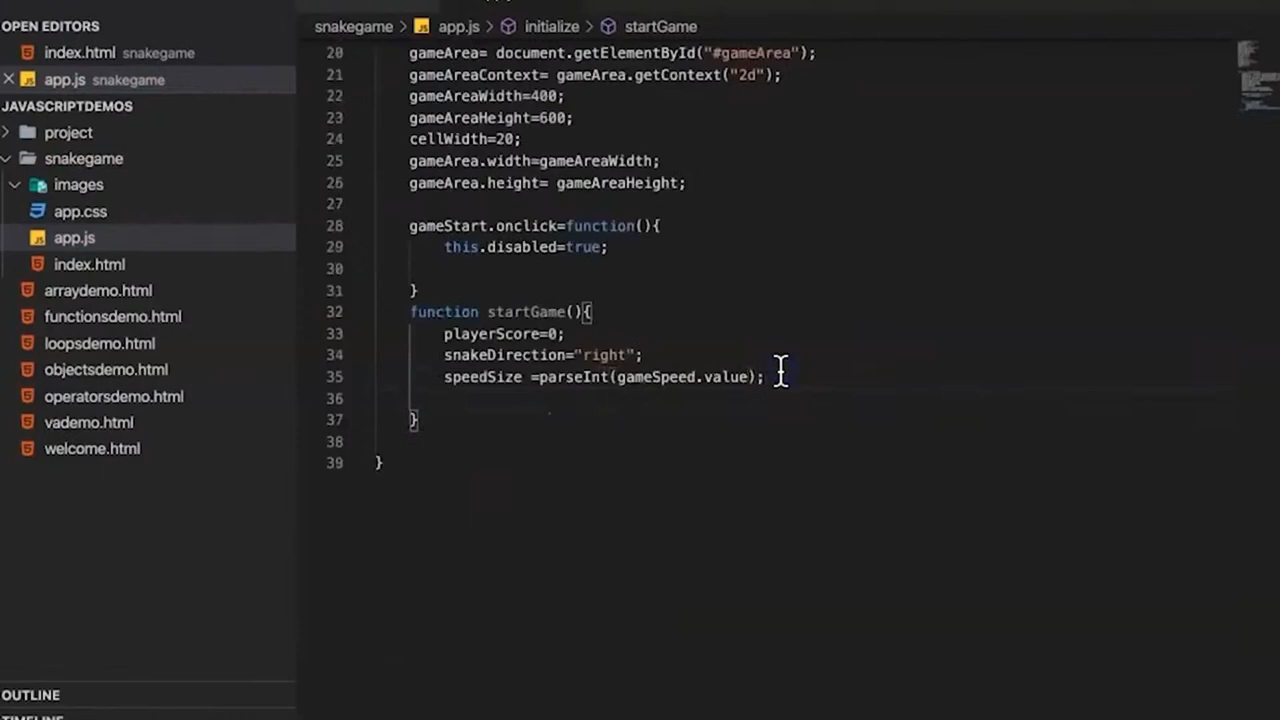 OPEN EDITORS
index.html snakegame
app.js snakegame
JAVASCRIPTDEMOS
project
snakegame
images
app.css
app.js
index.html
arraydemo.html
functionsdemo.html
loopsdemo.html
objectsdemo.html
operatorsdemo.html
vademo.html
welcome.html
OUTLINE
snakegame > app.js > initialize > startGame
20 gameArea= document.getElementById("#gameArea");
21 gameAreaContext= gameArea.getContext("2d");
22 gameAreaWidth=400;
23 gameAreaHeight=600;
24 cellWidth=20;
25 gameArea.width=gameAreaWidth;
26 gameArea.height= gameAreaHeight;
27
28 gameStart.onclick=function(){
29 this.disabled=true;
30
31 }
32 function startGame(){
33 playerScore=0;
34 snakeDirection="right";
35 speedSize =parseInt(gameSpeed.value);
36
37 }
38
39 }